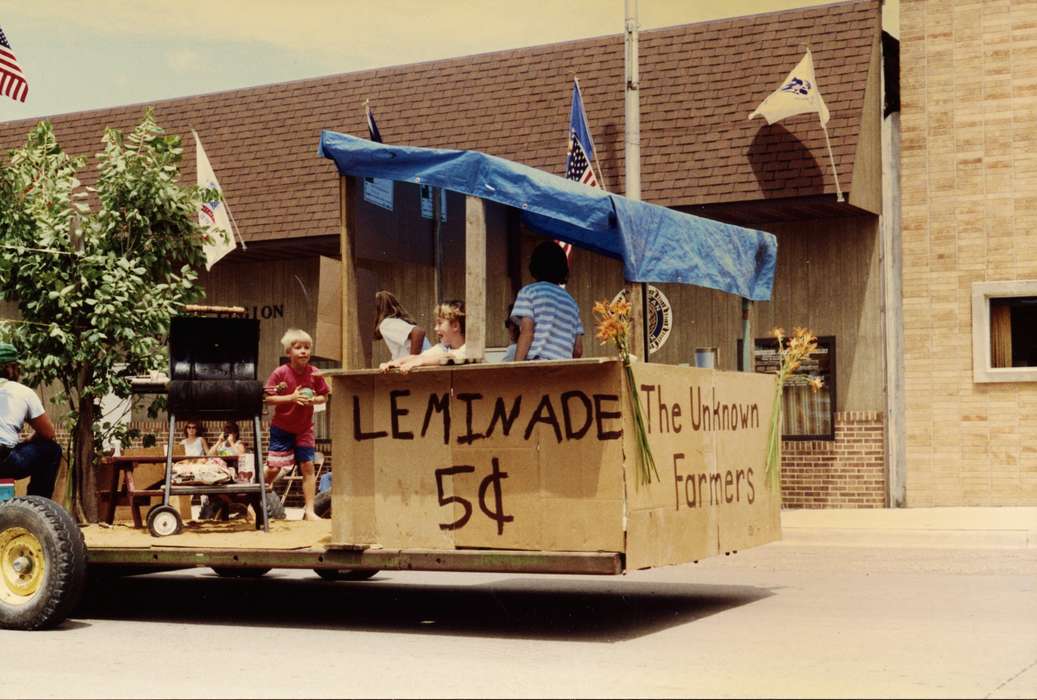 LEMINADE
5¢
The Unknown
Farmers